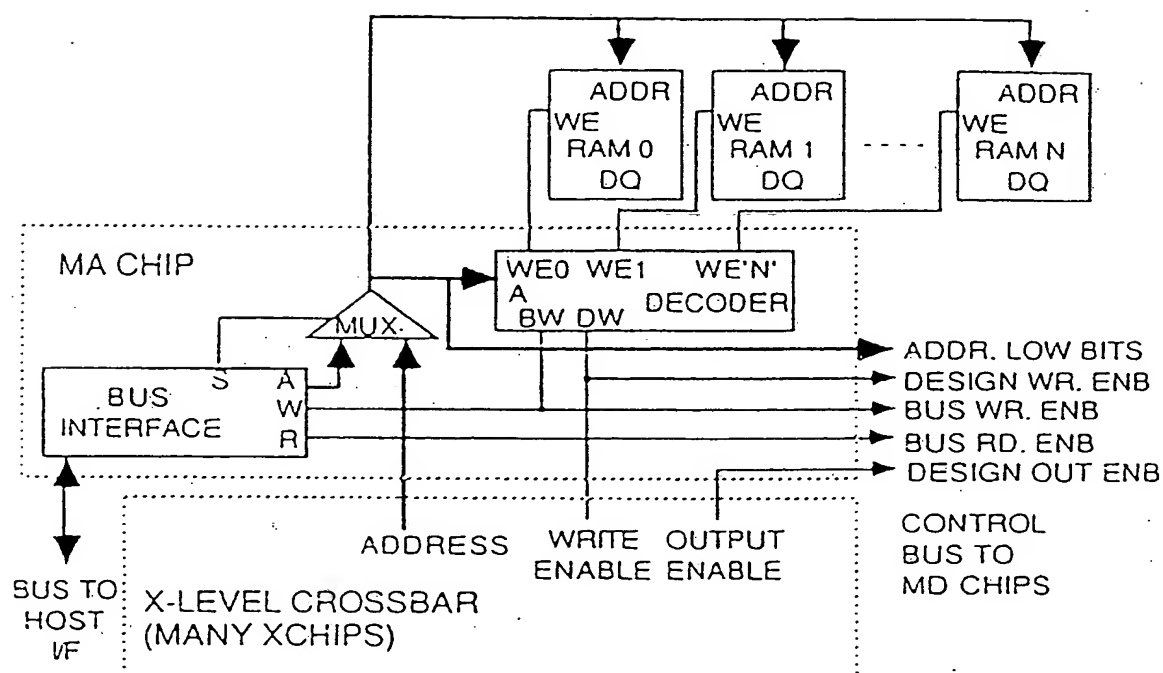 ADDR ADDR ADDR
WE WE WE
RAM 0 RAM 1 RAM N
DQ DQ DQ
MA CHIP
WE0 WE1 WE'N'
A DECODER
BW DW
MUX
S A
BUS W
INTERFACE R
ADDR. LOW BITS
DESIGN WR. ENB
BUS WR. ENB
BUS RD. ENB
DESIGN OUT ENB
ADDRESS
WRITE OUTPUT
ENABLE ENABLE
CONTROL
BUS TO
MD CHIPS
BUS TO
HOST
I/F
X-LEVEL CROSSBAR
(MANY XCHIPS)